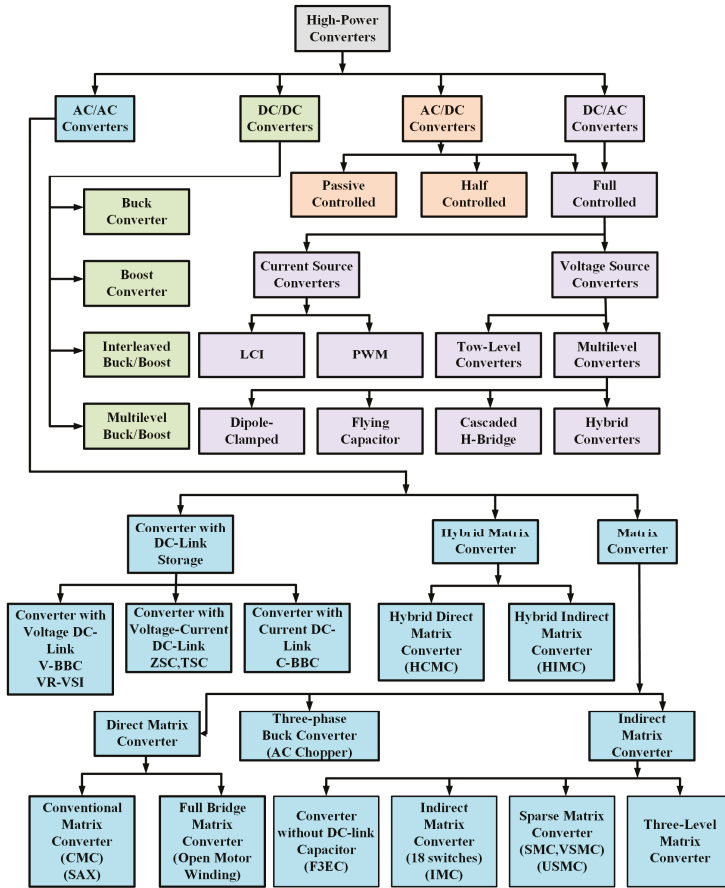 High-Power
Converters
AC/AC
Converters
DC/DC
Converters
AC/DC
Converters
DC/AC
Converters
Passive
Controlled
Half
Controlled
Full
Controlled
Buck
Converter
Boost
Converter
Interleaved
Buck/Boost
Multilevel
Buck/Boost
Current Source
Converters
Voltage Source
Converters
LCI
PWM
Tow-Level
Converters
Multilevel
Converters
Dipole-
Clamped
Flying
Capacitor
Cascaded
H-Bridge
Hybrid
Converters
Converter with
DC-Link
Storage
Hybrid Matrix
Converter
Matrix
Converter
Converter with
Voltage DC-
Link
V-BBC
VR-VSI
Converter with
Voltage-Current
DC-Link
ZSC,TSC
Converter with
Current DC-
Link
C-BBC
Hybrid Direct
Matrix
Converter
(HCMC)
Hybrid Indirect
Matrix
Converter
(HIMC)
Direct Matrix
Converter
Three-phase
Buck Converter
(AC Chopper)
Indirect
Matrix
Converter
Conventional
Matrix
Converter
(CMC)
(SAX)
Full Bridge
Matrix
Converter
(Open Motor
Winding)
Converter
without DC-link
Capacitor
(F3EC)
Indirect
Matrix
Converter
(18 switches)
(IMC)
Sparse Matrix
Converter
(SMC,VSMC)
(USMC)
Three-Level
Matrix
Converter